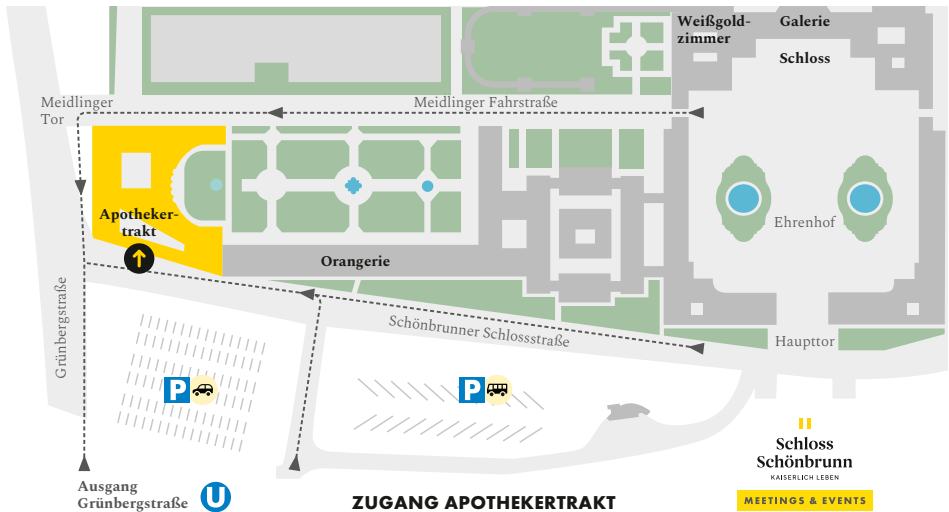 Weißgold-
zimmer
Galerie
Schloss
Meidlinger
Tor
Meidlinger Fahrstraße
Apotheker-
trakt
Ehrenhof
Orangerie
Grünbergstraße
Schönbrunner Schlossstraße
Haupttor
P
P
Schloss
Schönbrunn
KAISERLICH LEBEN
MEETINGS & EVENTS
Ausgang
Grünbergstraße
U
ZUGANG APOTHEKERTRAKT